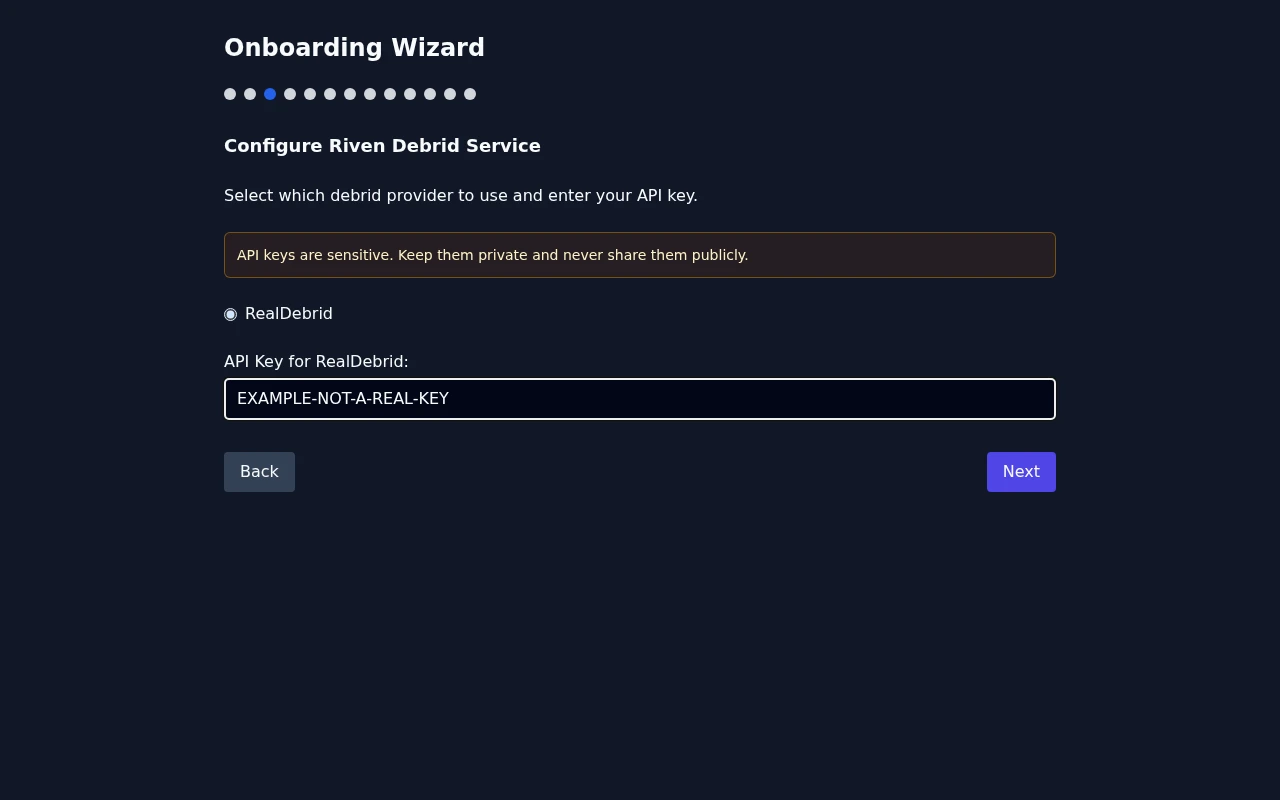 Onboarding Wizard
Configure Riven Debrid Service
Select which debrid provider to use and enter your API key.
API keys are sensitive. Keep them private and never share them publicly.
RealDebrid
API Key for RealDebrid:
EXAMPLE-NOT-A-REAL-KEY
Back
Next